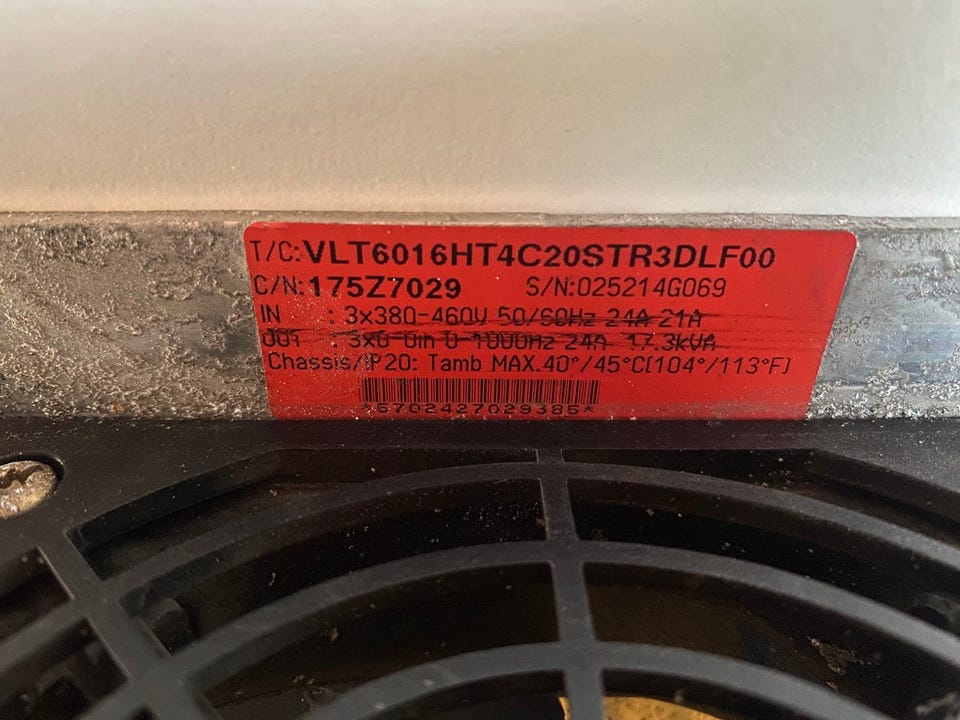 T/C:VLT6016HT4C20STR3DLF00
C/N:175Z7029 S/N:025214G069
IN : 3x380-460V 50/60Hz 24A 21A
OUT : 3x0-Uin 0-1000Hz 24A 17.3kVA
Chassis/IP20: Tamb MAX.40°/45°C(104°/113°F)
*5702427029385*